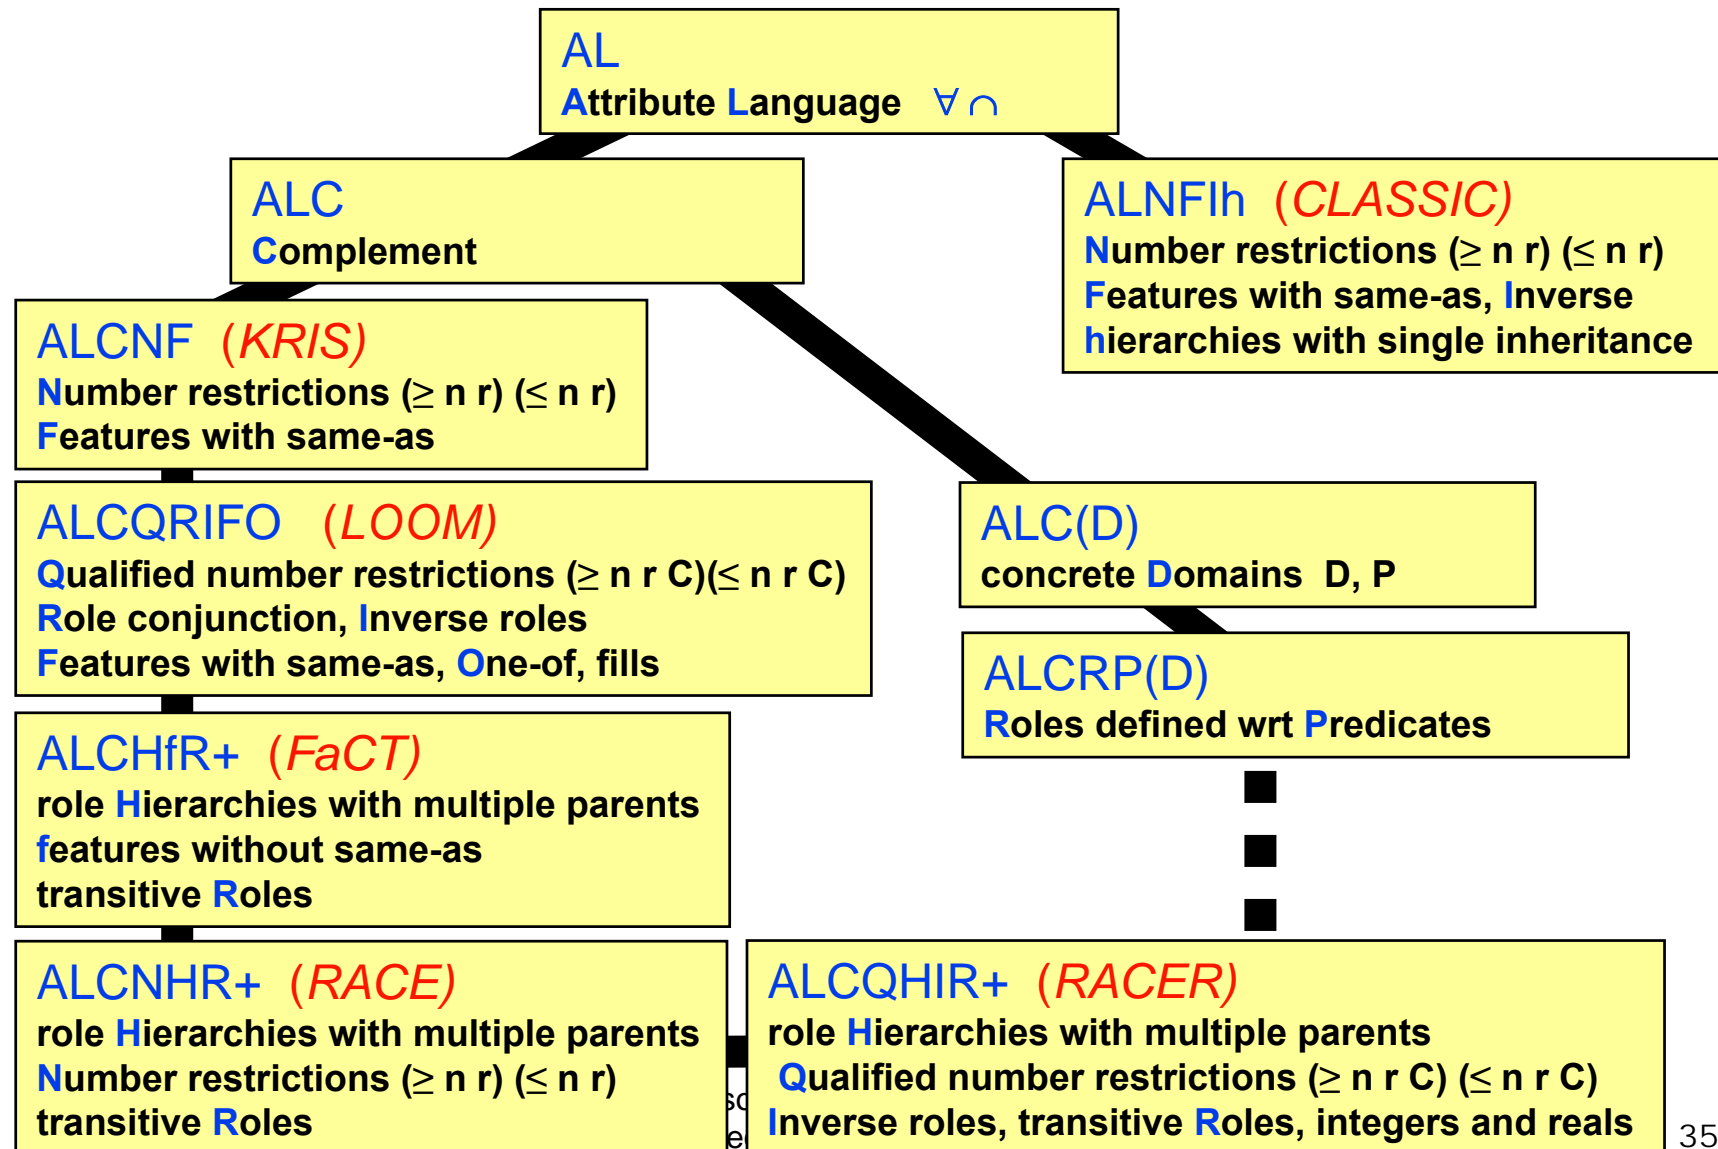 AL
Attribute Language ∀ ∩
ALC
Complement
ALNFIh (CLASSIC)
Number restrictions (≥ n r) (≤ n r)
Features with same-as, Inverse
hierarchies with single inheritance
ALCNF (KRIS)
Number restrictions (≥ n r) (≤ n r)
Features with same-as
ALCQRIFO (LOOM)
Qualified number restrictions (≥ n r C)(≤ n r C)
Role conjunction, Inverse roles
Features with same-as, One-of, fills
ALC(D)
concrete Domains D, P
ALCRP(D)
Roles defined wrt Predicates
ALCHfR+ (FaCT)
role Hierarchies with multiple parents
features without same-as
transitive Roles
ALCNHR+ (RACE)
role Hierarchies with multiple parents
Number restrictions (≥ n r) (≤ n r)
transitive Roles
ALCQHIR+ (RACER)
role Hierarchies with multiple parents
Qualified number restrictions (≥ n r C) (≤ n r C)
Inverse roles, transitive Roles, integers and reals
35